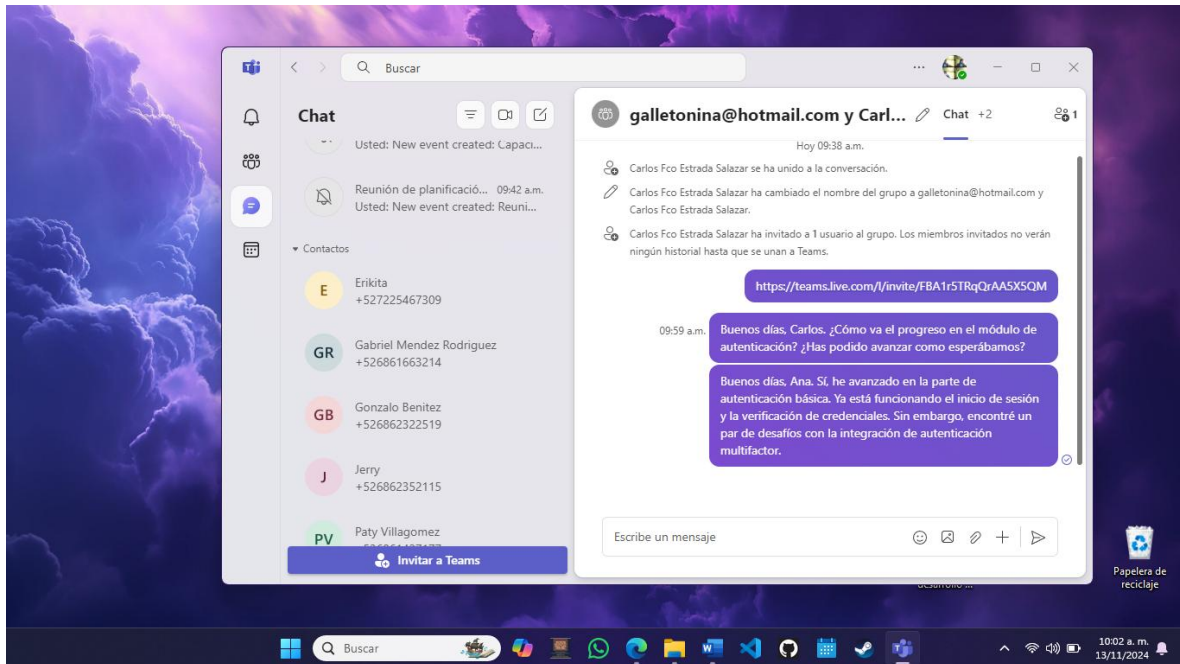 Buscar
Chat
Usted: New event created: Capaci...
Reunión de planificació... 09:42 a.m.
Usted: New event created: Reuni...
Contactos
E
Erikita
+527225467309
GR
Gabriel Mendez Rodriguez
+526861663214
GB
Gonzalo Benitez
+526862322519
J
Jerry
+526862352115
PV
Paty Villagomez
Invitar a Teams
galletonina@hotmail.com y Carl...
Chat +2
1
Hoy 09:38 a.m.
Carlos Fco Estrada Salazar se ha unido a la conversación.
Carlos Fco Estrada Salazar ha cambiado el nombre del grupo a galletonina@hotmail.com y
Carlos Fco Estrada Salazar.
Carlos Fco Estrada Salazar ha invitado a 1 usuario al grupo. Los miembros invitados no verán
ningún historial hasta que se unan a Teams.
https://teams.live.com/l/invite/FBA1r5TRqQrAA5X5QM
09:59 a.m.
Buenos días, Carlos. ¿Cómo va el progreso en el módulo de
autenticación? ¿Has podido avanzar como esperábamos?
Buenos días, Ana. Sí, he avanzado en la parte de
autenticación básica. Ya está funcionando el inicio de sesión
y la verificación de credenciales. Sin embargo, encontré un
par de desafíos con la integración de autenticación
multifactor.
Escribe un mensaje
Papelera de
reciclaje
Buscar
10:02 a. m.
13/11/2024